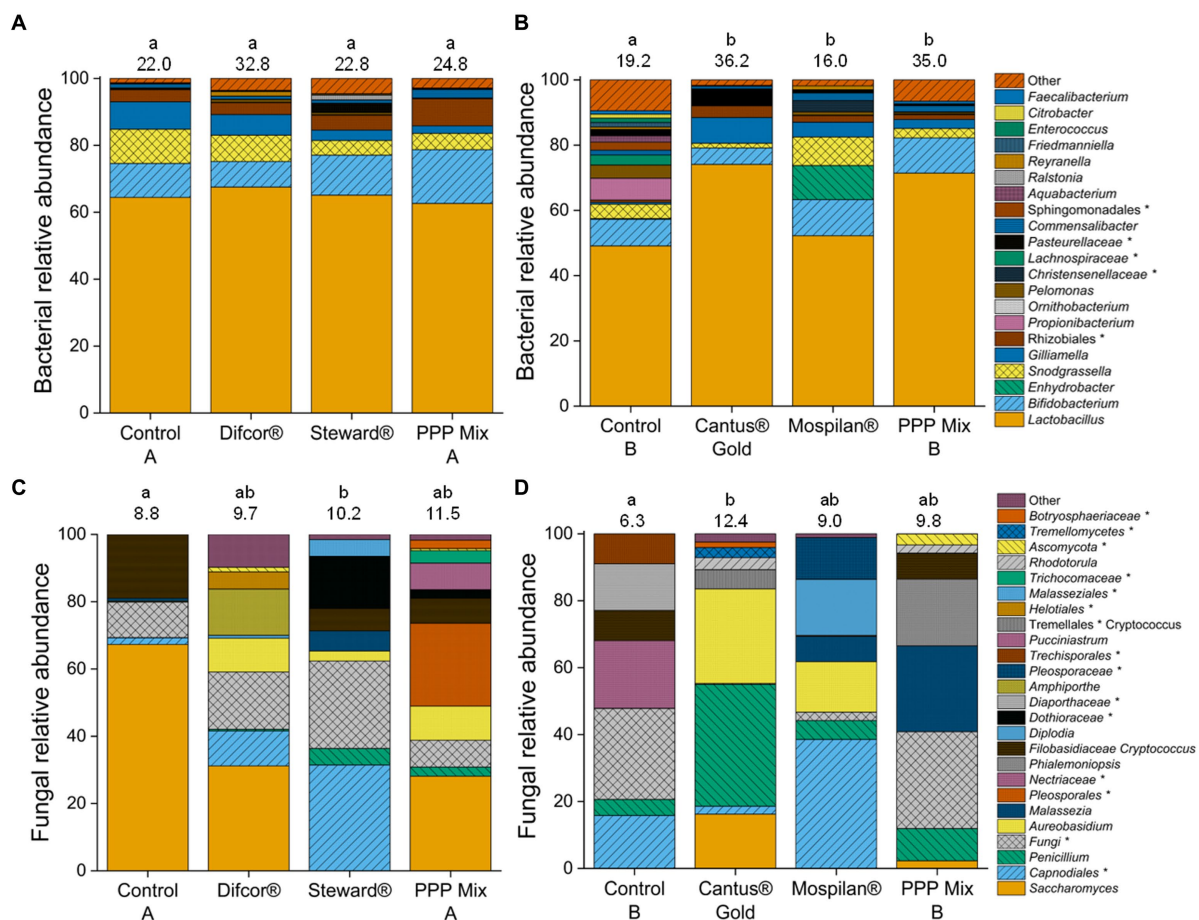 A
a a a a
22.0 32.8 22.8 24.8
Bacterial relative abundance
100
80
60
40
20
0
Control A
Difcor®
Steward®
PPP Mix A
B
a b b b
19.2 36.2 16.0 35.0
Bacterial relative abundance
100
80
60
40
20
0
Control B
Cantus® Gold
Mospilan®
PPP Mix B
Other
Faecalibacterium
Citrobacter
Enterococcus
Friedmanniella
Reyranella
Ralstonia
Aquabacterium
Sphingomonadales *
Commensalibacter
Pasteurellaceae *
Lachnospiraceae *
Christensenellaceae *
Pelomonas
Ornithobacterium
Propionibacterium
Rhizobiales *
Gilliamella
Snodgrassella
Enhydrobacter
Bifidobacterium
Lactobacillus
C
a ab b ab
8.8 9.7 10.2 11.5
Fungal relative abundance
100
80
60
40
20
0
Control A
Difcor®
Steward®
PPP Mix A
D
a b ab ab
6.3 12.4 9.0 9.8
Fungal relative abundance
100
80
60
40
20
0
Control B
Cantus® Gold
Mospilan®
PPP Mix B
Other
Botryosphaeriaceae *
Tremellomycetes *
Ascomycota *
Rhodotorula
Trichocomaceae *
Malasseziales *
Helotiales *
Tremellales * Cryptococcus
Pucciniastrum
Trechisporales *
Pleosporaceae *
Amphiporthe
Diaporthaceae *
Dothioraceae *
Diplodia
Filobasidiaceae Cryptococcus
Phialemoniopsis
Nectriaceae *
Pleosporales *
Malassezia
Aureobasidium
Fungi *
Penicillium
Capnodiales *
Saccharomyces